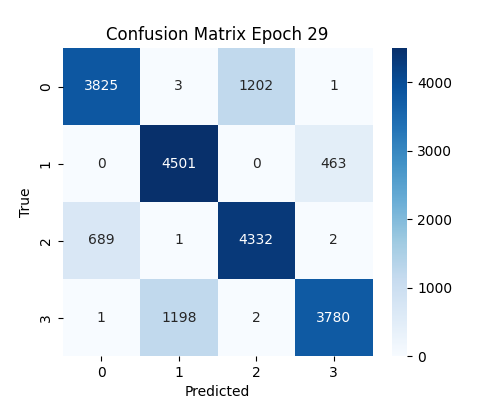 Confusion Matrix Epoch 29
0 3825 3 1202 1
1 0 4501 0 463
2 689 1 4332 2
3 1 1198 2 3780
0 1 2 3
True
Predicted
4000
3000
2000
1000
0